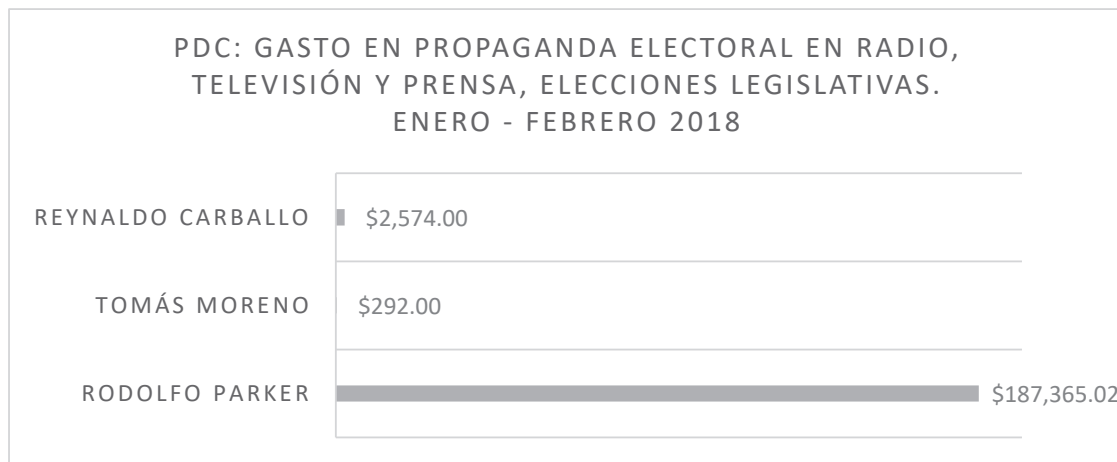 PDC: GASTO EN PROPAGANDA ELECTORAL EN RADIO,
TELEVISIÓN Y PRENSA, ELECCIONES LEGISLATIVAS.
ENERO - FEBRERO 2018
REYNALDO CARBALLO $2,574.00
TOMÁS MORENO $292.00
RODOLFO PARKER $187,365.02